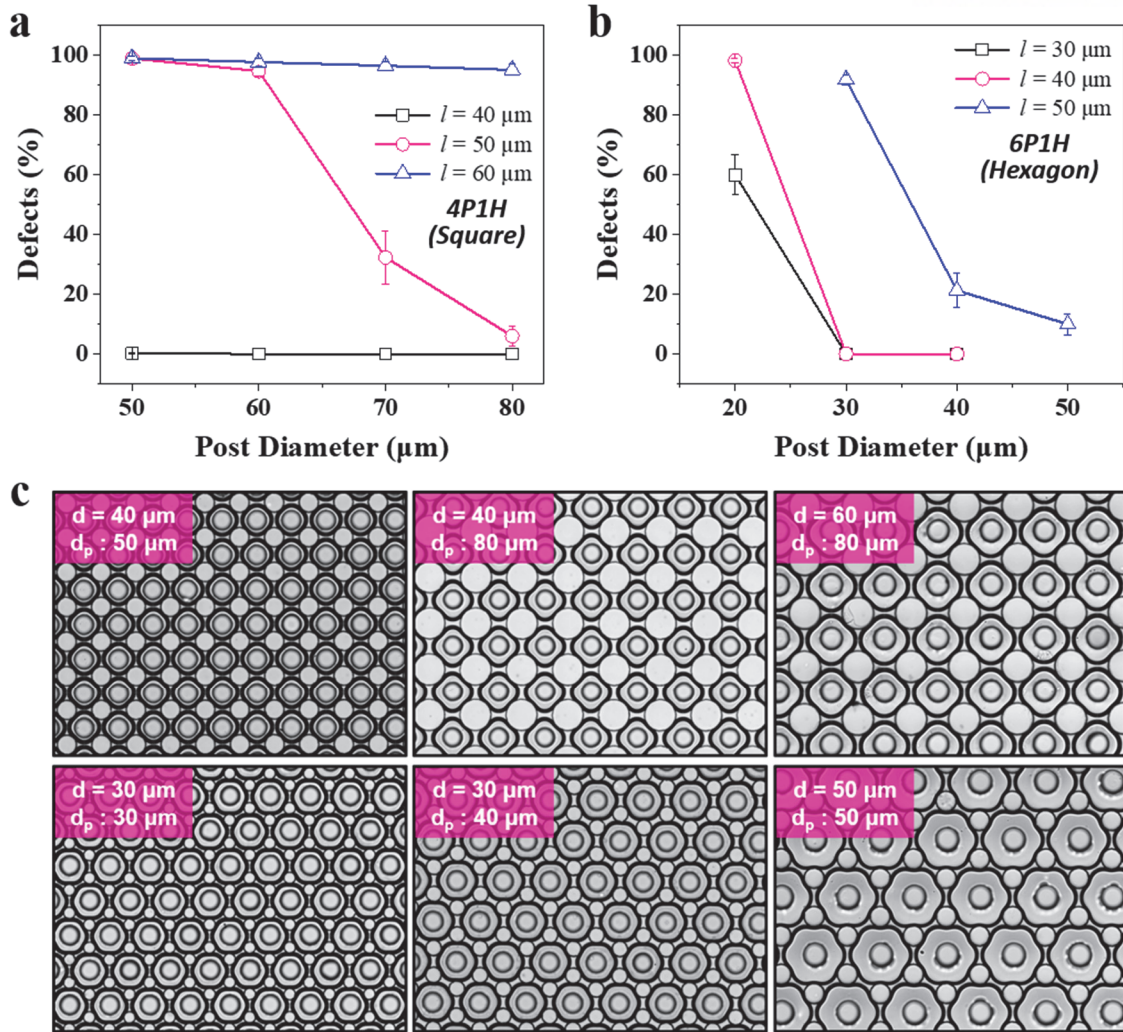 a
100
80
60
40
20
0
Defects (%)
l = 40 μm
l = 50 μm
l = 60 μm
4P1H
(Square)
50 60 70 80
Post Diameter (μm)
b
100
80
60
40
20
0
Defects (%)
l = 30 μm
l = 40 μm
l = 50 μm
6P1H
(Hexagon)
20 30 40 50
Post Diameter (μm)
c
d = 40 μm
dₚ : 50 μm
d = 40 μm
dₚ : 80 μm
d = 60 μm
dₚ : 80 μm
d = 30 μm
dₚ : 30 μm
d = 30 μm
dₚ : 40 μm
d = 50 μm
dₚ : 50 μm